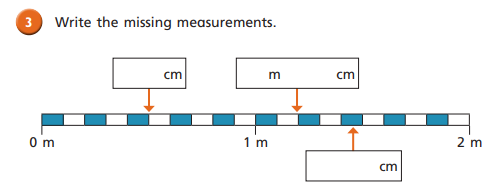 3 Write the missing measurements.
cm
m cm
0 m 1 m 2 m
cm